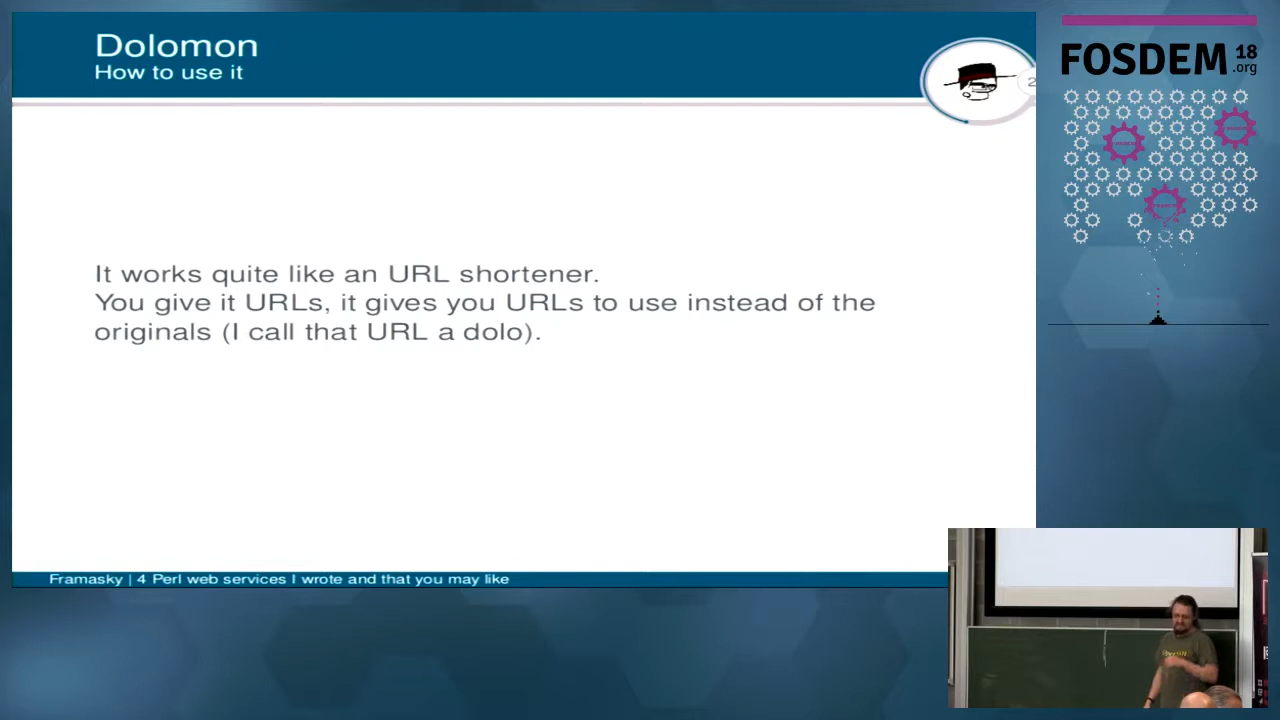 Dolomon
How to use it
2
FOSDEM 18
.org
It works quite like an URL shortener.
You give it URLs, it gives you URLs to use instead of the
originals (I call that URL a dolo).
Framasky | 4 Perl web services I wrote and that you may like